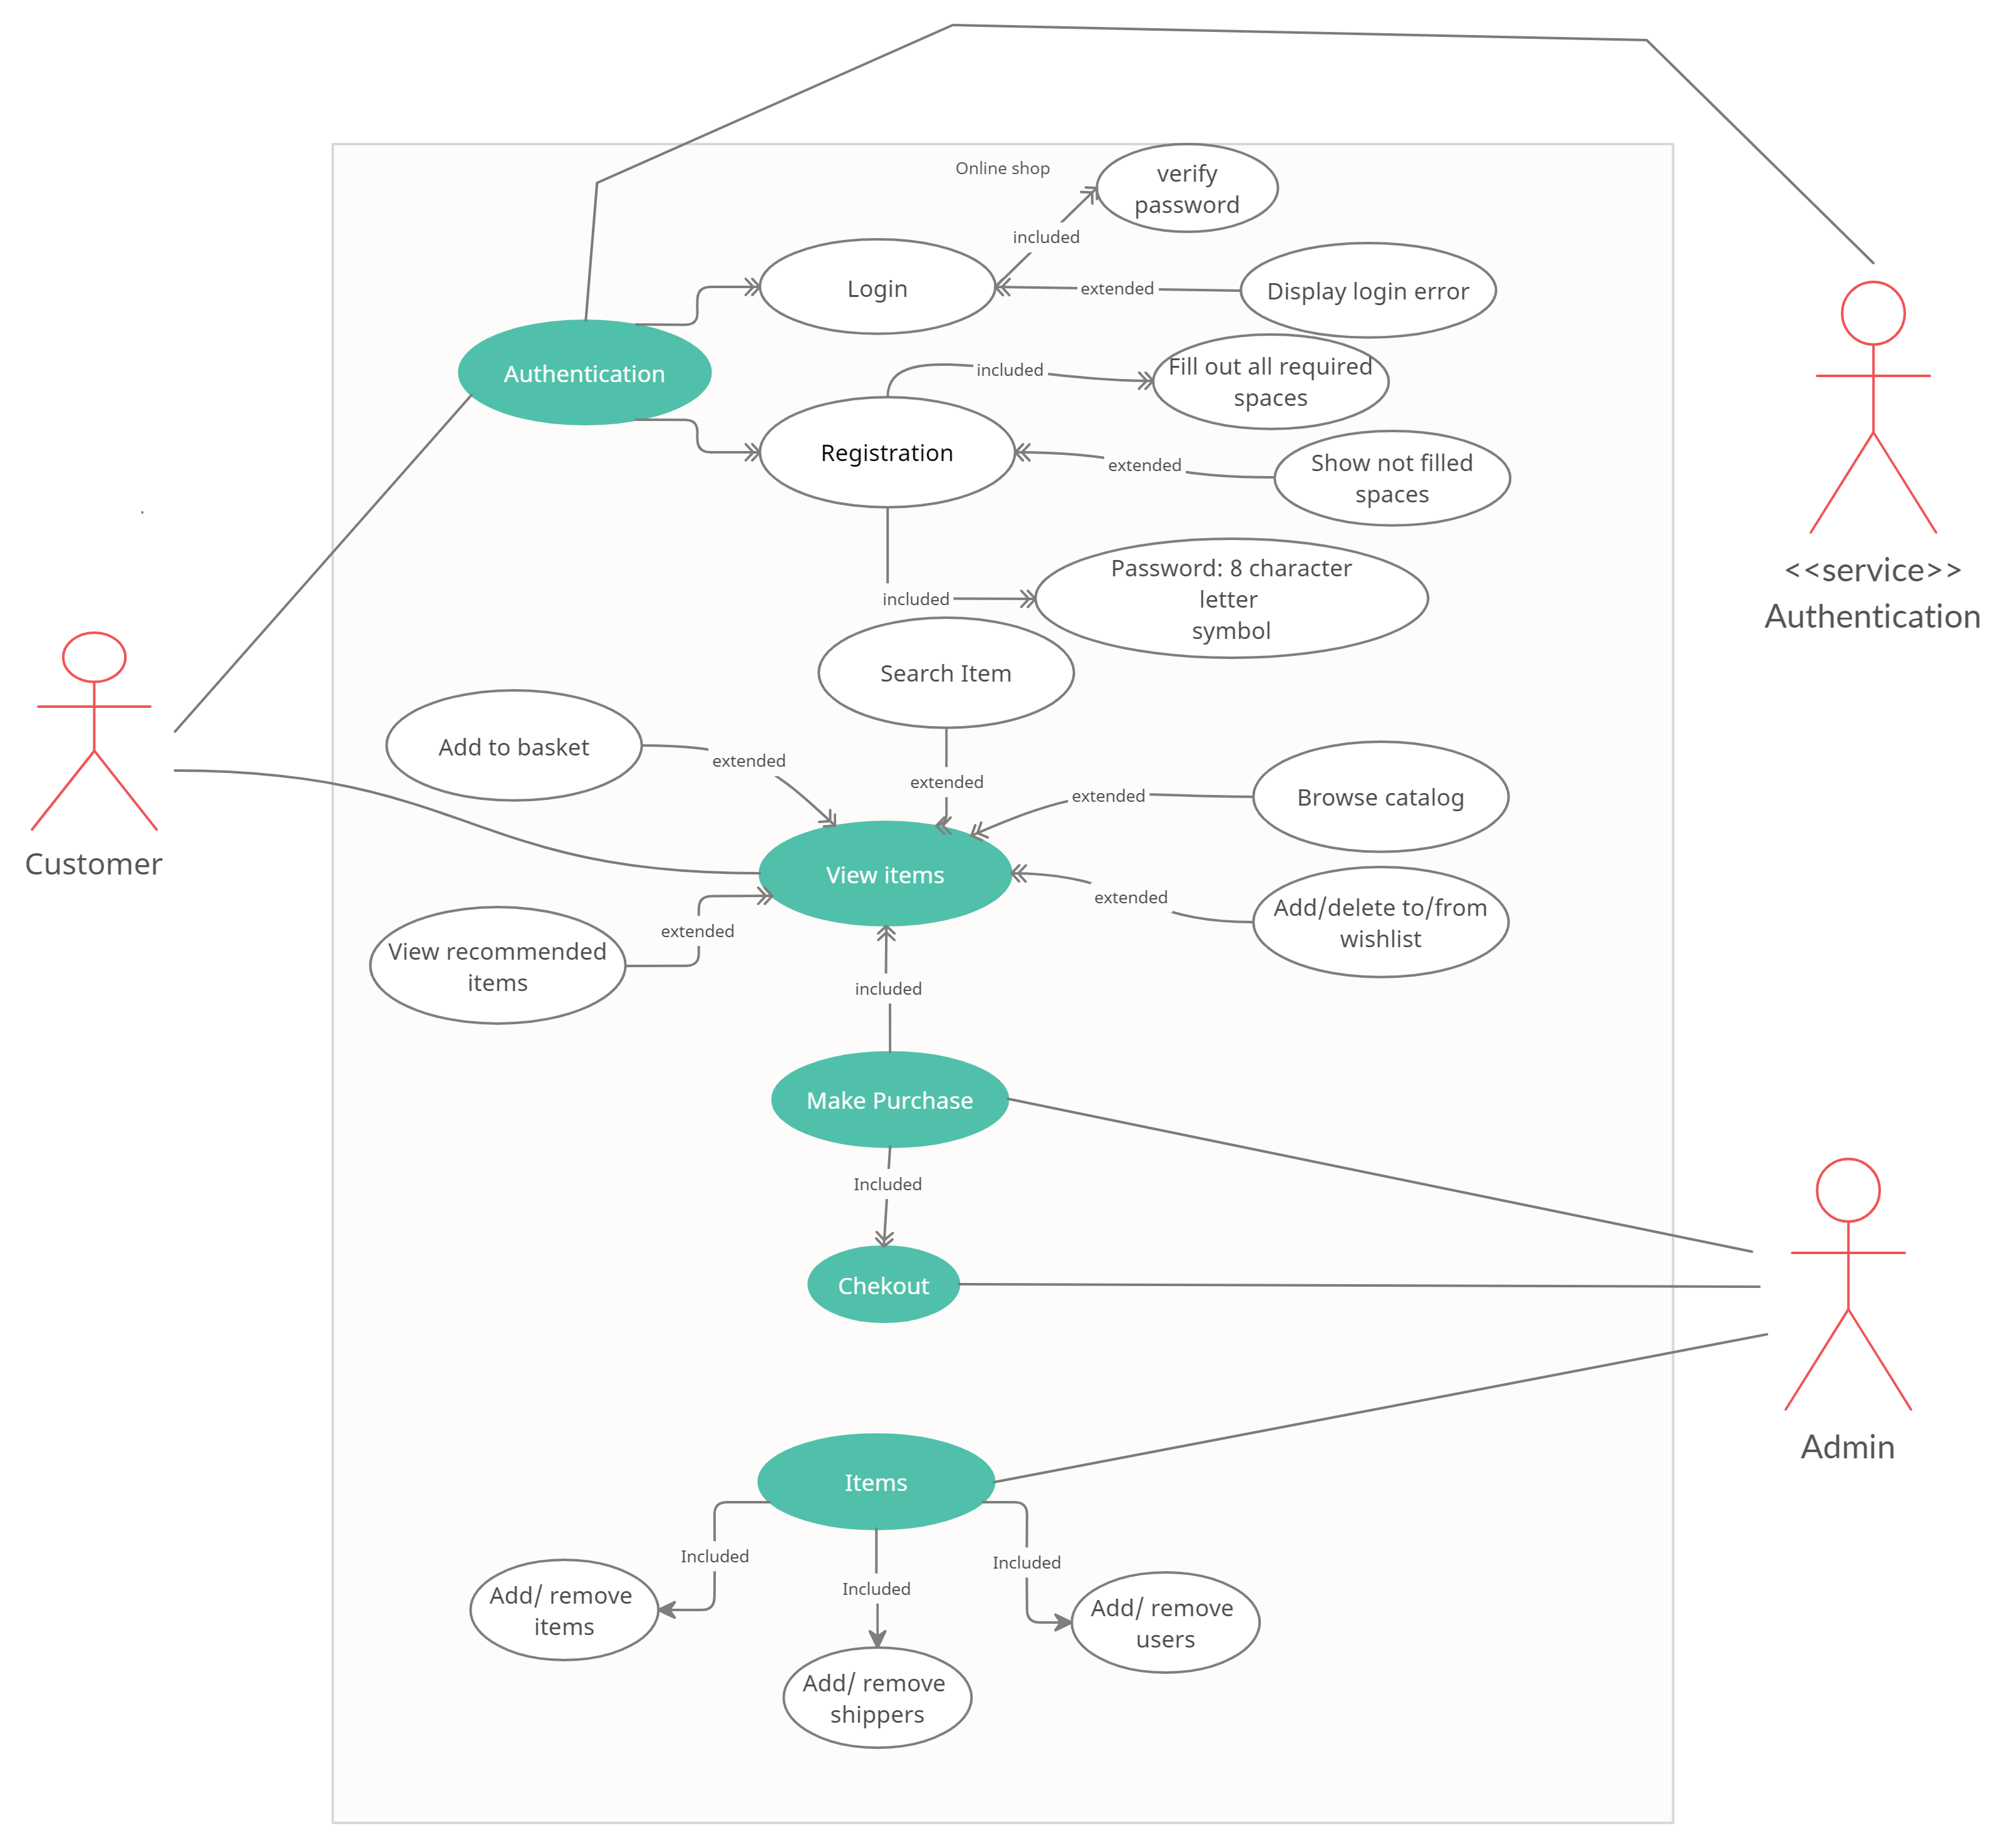 Online shop
verify
password
included
Login
extended
Display login error
Authentication
included
Fill out all required
spaces
Registration
extended
Show not filled
spaces
<<service>>
Authentication
Password: 8 character
letter
symbol
included
Search Item
Add to basket
extended
extended
extended
Browse catalog
Customer
View items
extended
Add/delete to/from
wishlist
extended
View recommended
items
included
Make Purchase
Included
Chekout
Admin
Items
Included
Included
Included
Add/ remove
items
Add/ remove
users
Add/ remove
shippers